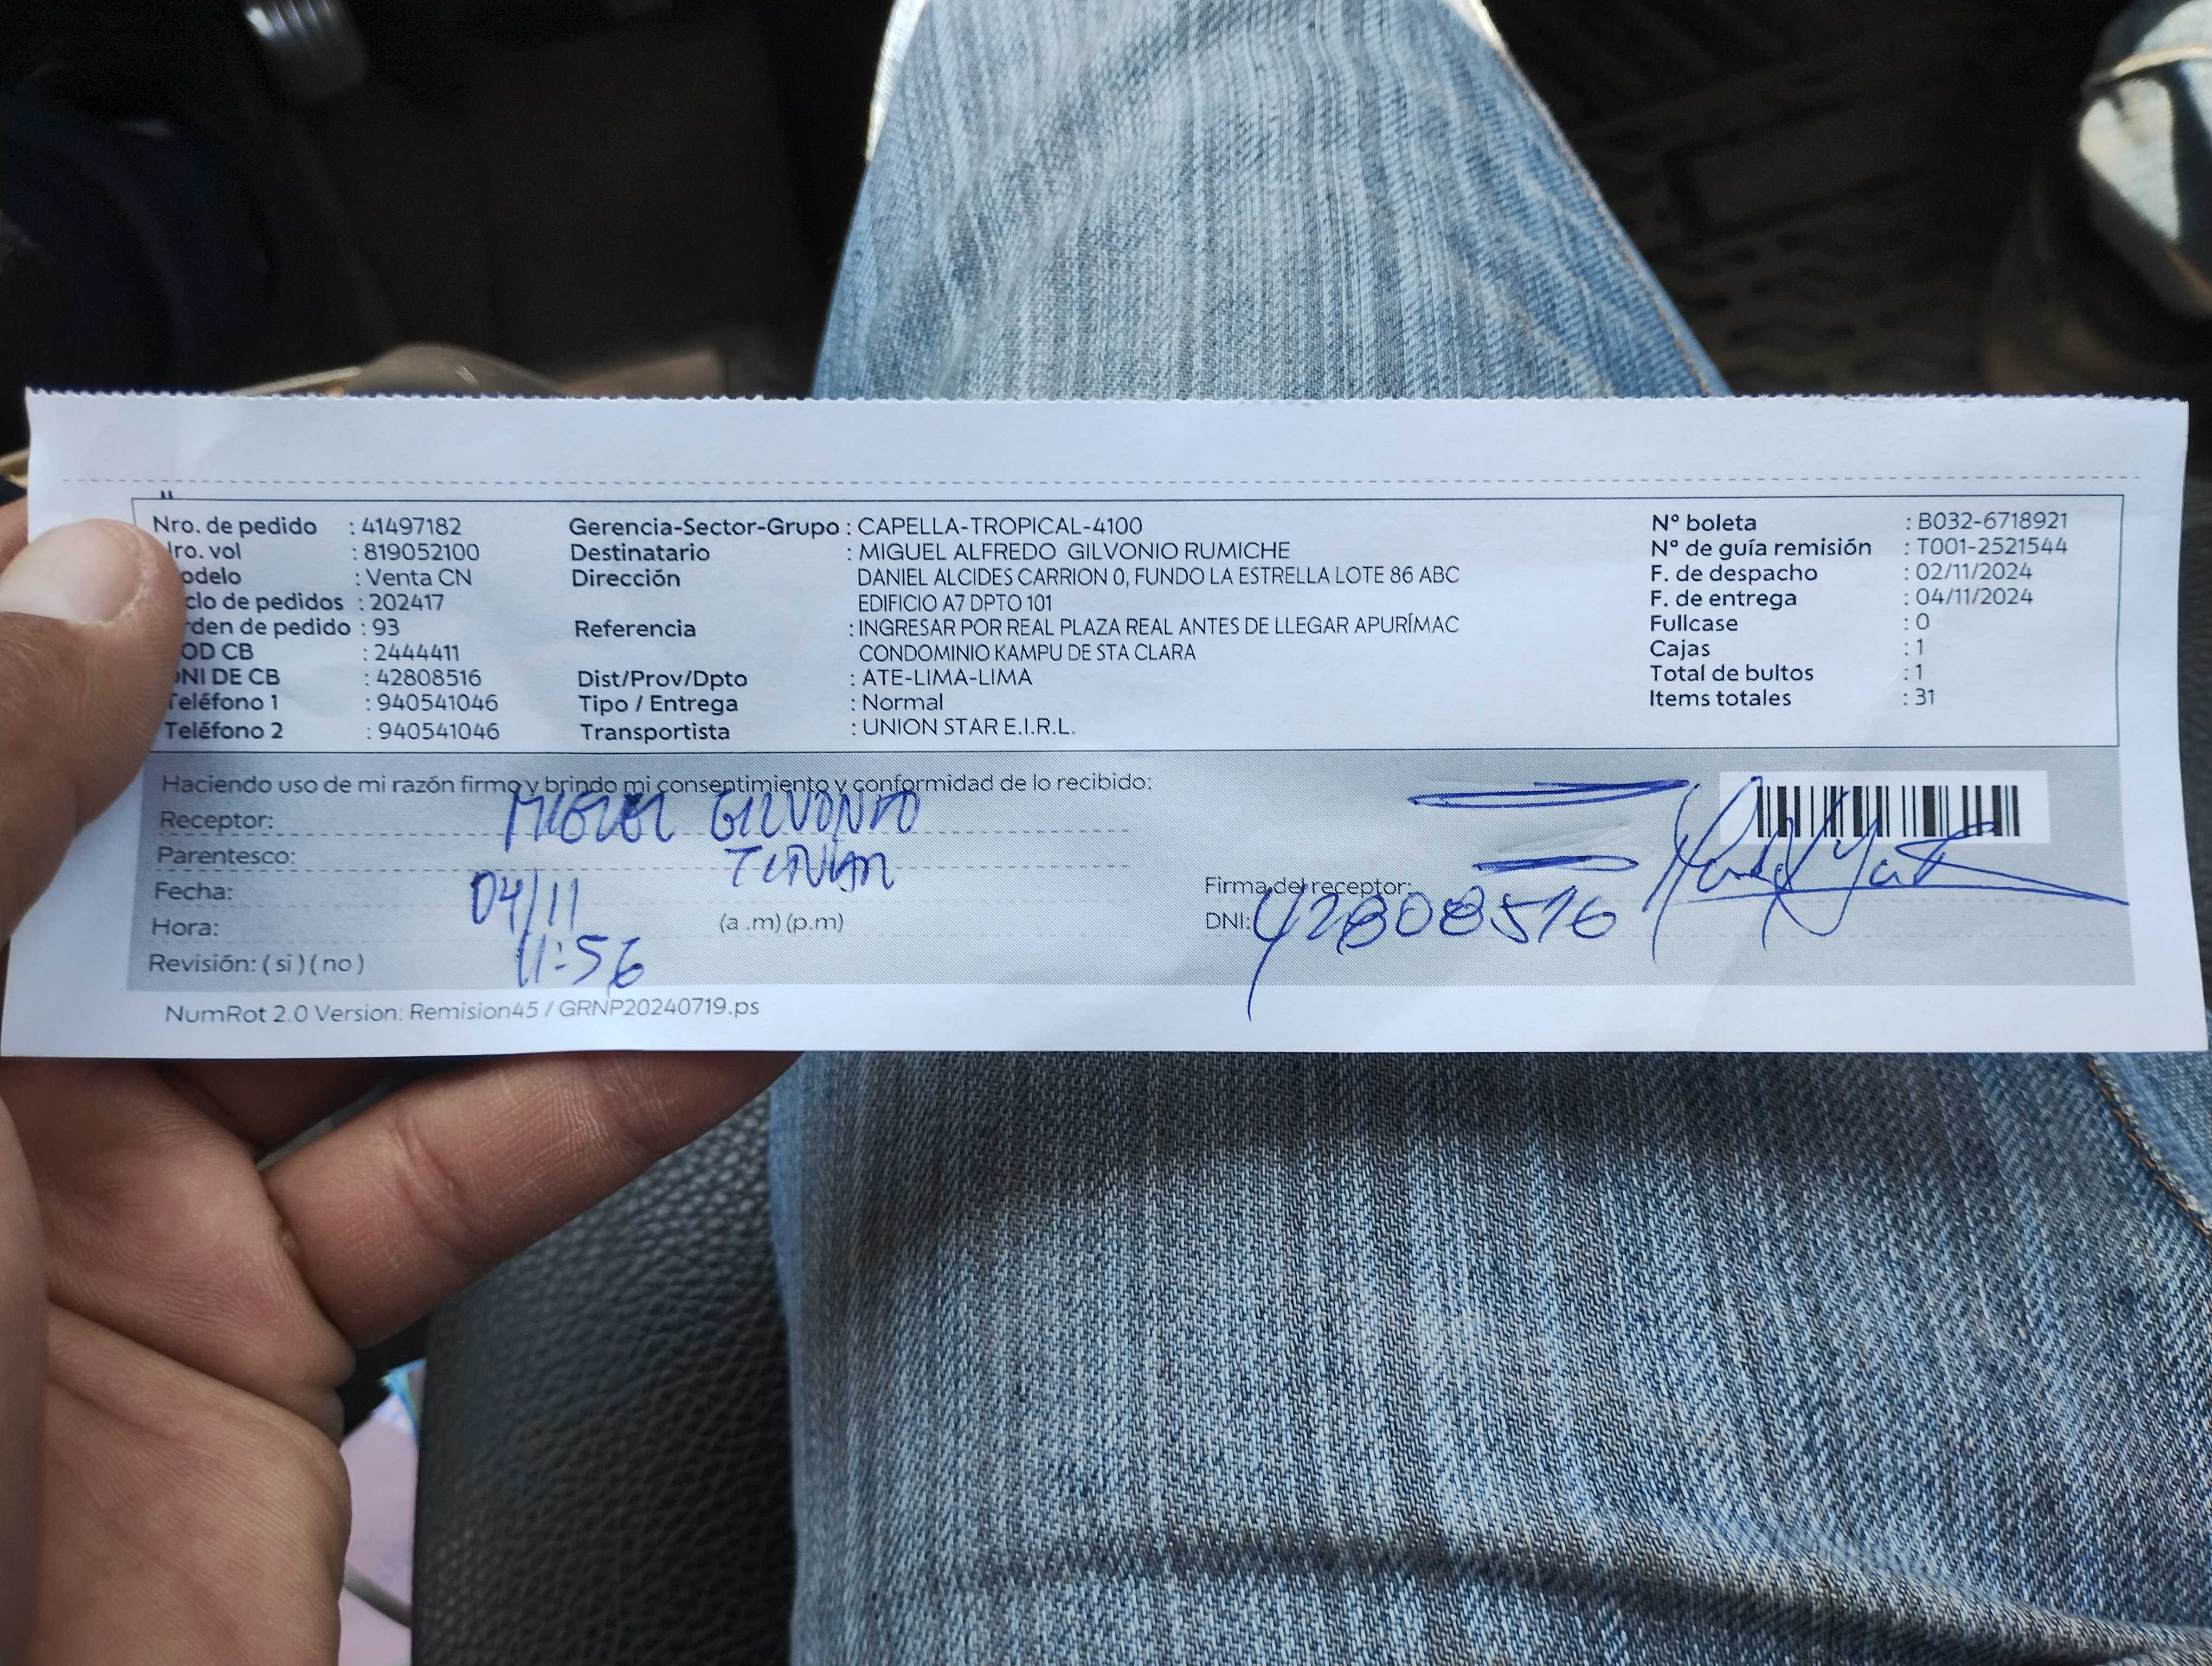 Nro. de pedido : 41497182
ro. vol : 819052100
odelo : Venta CN
clo de pedidos : 202417
rden de pedido : 93
OD CB : 2444411
NI DE CB : 42808516
Teléfono 1 : 940541046
Teléfono 2 : 940541046
Gerencia-Sector-Grupo : CAPELLA-TROPICAL-4100
Destinatario : MIGUEL ALFREDO GILVONIO RUMICHE
Dirección DANIEL ALCIDES CARRION 0, FUNDO LA ESTRELLA LOTE 86 ABC
EDIFICIO A7 DPTO 101
Referencia : INGRESAR POR REAL PLAZA REAL ANTES DE LLEGAR APURÍMAC
CONDOMINIO KAMPU DE STA CLARA
Dist/Prov/Dpto : ATE-LIMA-LIMA
Tipo / Entrega : Normal
Transportista : UNION STAR E.I.R.L.
N° boleta : B032-6718921
N° de guía remisión : T001-2521544
F. de despacho : 02/11/2024
F. de entrega : 04/11/2024
Fullcase : 0
Cajas : 1
Total de bultos : 1
Items totales : 31
Haciendo uso de mi razón firmo y brindo mi consentimiento y conformidad de lo recibido:
Receptor: MIGUEL GILVONIO
Parentesco:
Fecha: 04/11
Hora: 11:56 (a .m) (p.m)
Revisión: ( si ) ( no )
Firma del receptor:
DNI: 42808516
NumRot 2.0 Version: Remision45 / GRNP20240719.ps